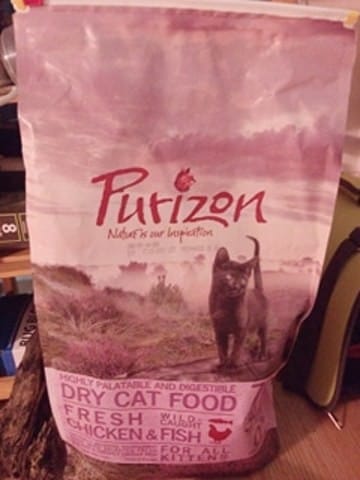 Purizon
Nature is our Inspiration
HIGHLY PALATABLE AND DIGESTIBLE
DRY CAT FOOD
FRESH WILD CAUGHT
CHICKEN & FISH
FOR ALL
KITTENS
8